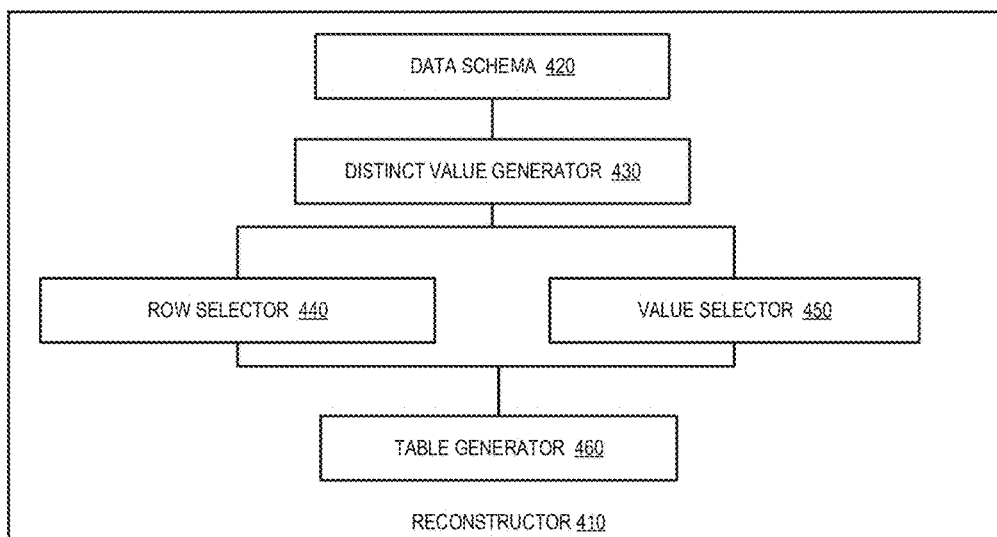 DATA SCHEMA 420
DISTINCT VALUE GENERATOR 430
ROW SELECTOR 440
VALUE SELECTOR 450
TABLE GENERATOR 460
RECONSTRUCTOR 410